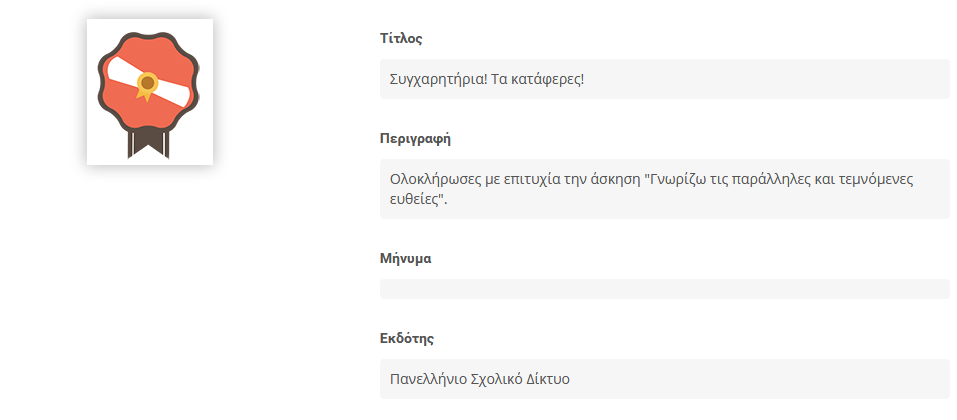 Τίτλος
Συγχαρητήρια! Τα κατάφερες!
Περιγραφή
Ολοκλήρωσες με επιτυχία την άσκηση "Γνωρίζω τις παράλληλες και τεμνόμενες
ευθείες".
Μήνυμα
Εκδότης
Πανελλήνιο Σχολικό Δίκτυο